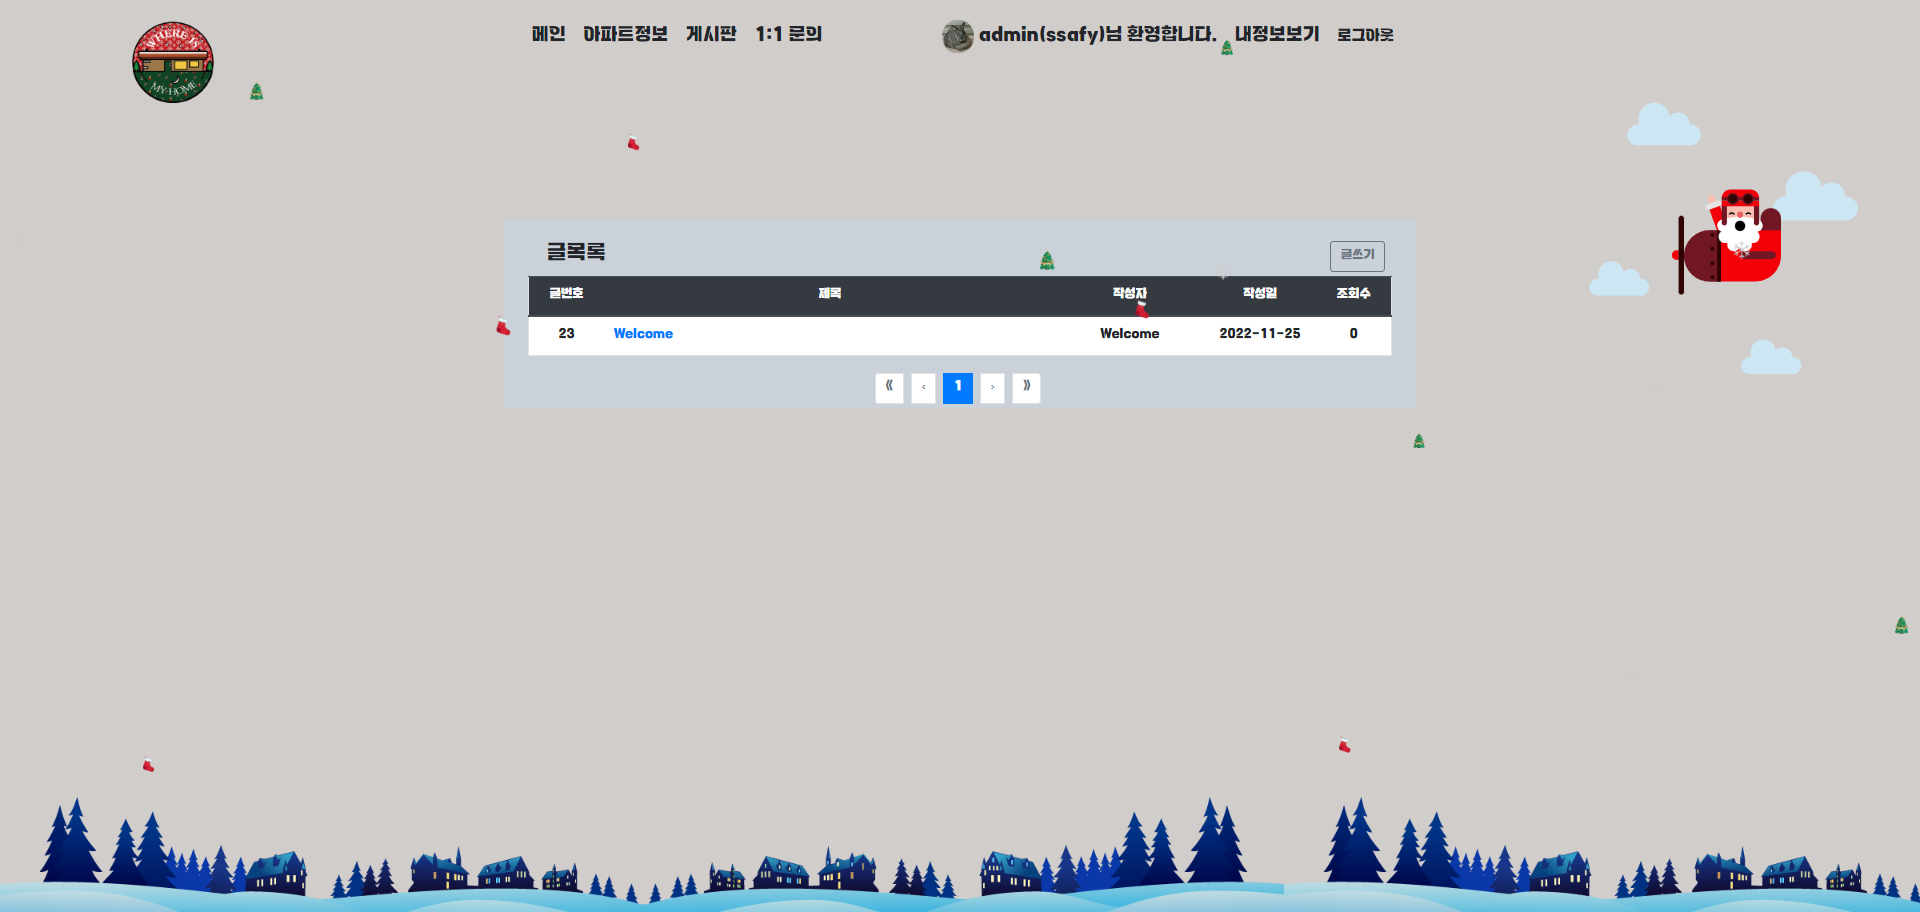 WHERE IS
MY HOME
메인 아파트정보 게시판 1:1 문의
admin(ssafy)님 환영합니다. 내정보보기 로그아웃
글목록
글쓰기
글번호 제목 작성자 작성일 조회수
23 Welcome Welcome 2022-11-25 0
« ‹ 1 › »